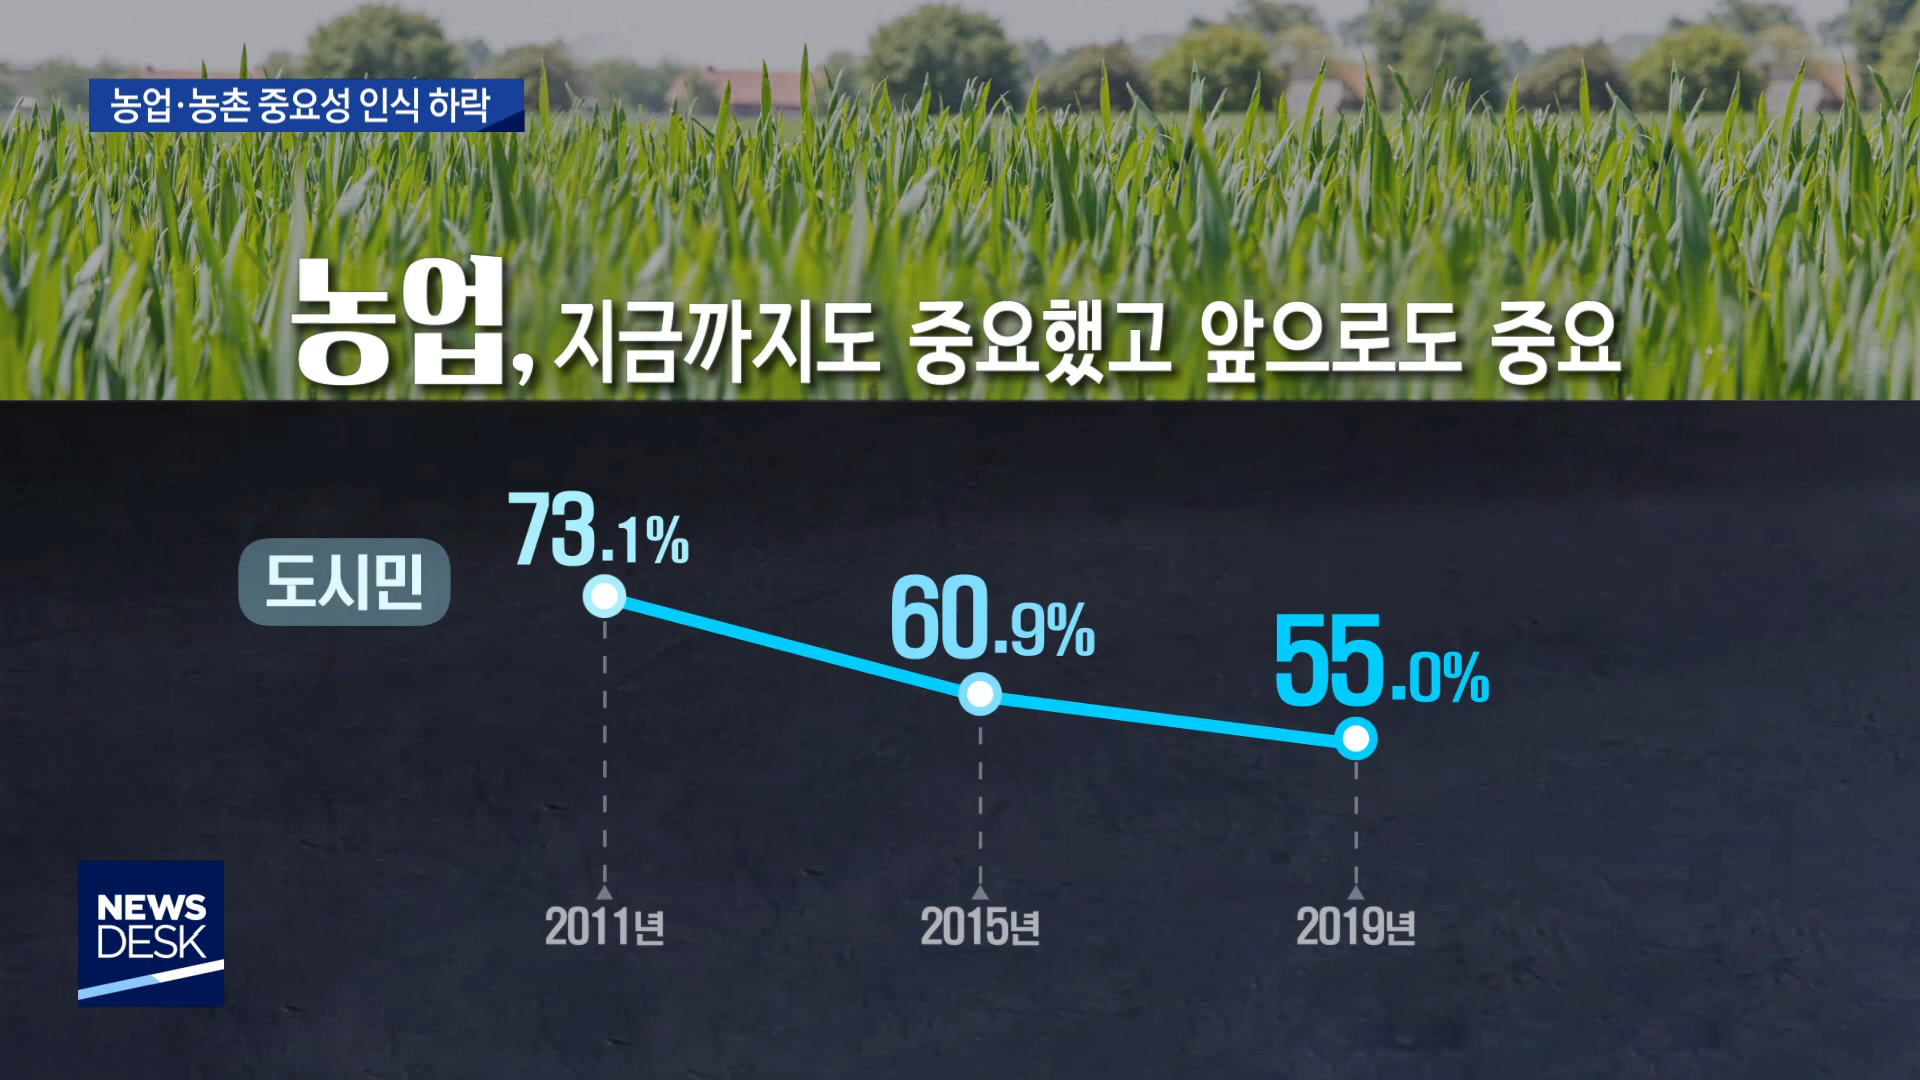 농업·농촌 중요성 인식 하락
농업, 지금까지도 중요했고 앞으로도 중요
도시민
73.1%
60.9%
55.0%
2011년
2015년
2019년
NEWS
DESK